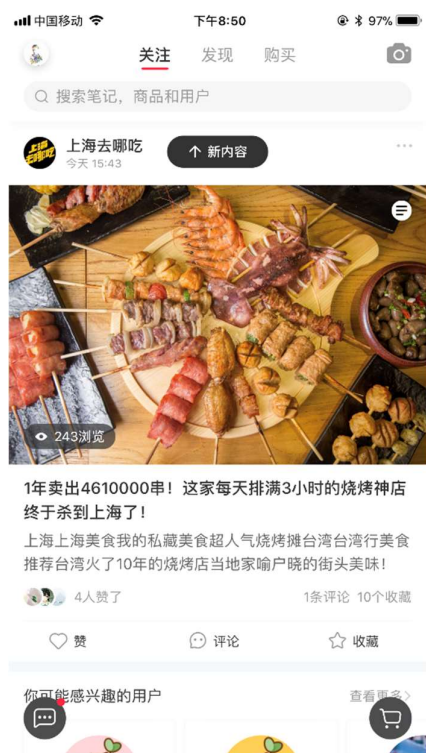 中国移动 下午8:50 97%
关注 发现 购买
搜索笔记，商品和用户
上海去哪吃
上海去哪吃
今天 15:43
新内容
243浏览
1年卖出4610000串！这家每天排满3小时的烧烤神店
终于杀到上海了！
上海上海美食我的私藏美食超人气烧烤摊台湾台湾行美食
推荐台湾火了10年的烧烤店当地家喻户晓的街头美味！
4人赞了 1条评论 10个收藏
赞 评论 收藏
你可能感兴趣的用户 查看更多